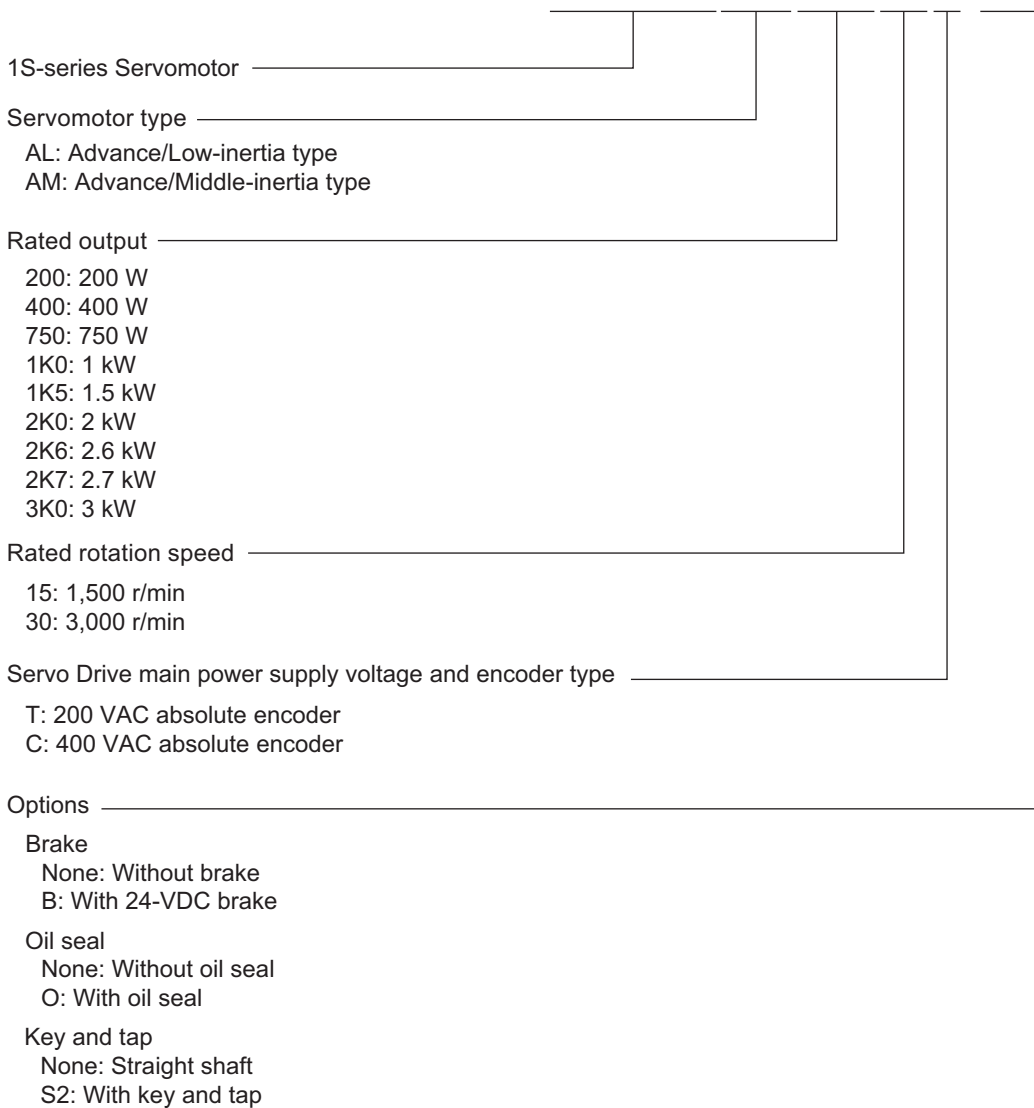 1S-series Servomotor
Servomotor type
AL: Advance/Low-inertia type
AM: Advance/Middle-inertia type
Rated output
200: 200 W
400: 400 W
750: 750 W
1K0: 1 kW
1K5: 1.5 kW
2K0: 2 kW
2K6: 2.6 kW
2K7: 2.7 kW
3K0: 3 kW
Rated rotation speed
15: 1,500 r/min
30: 3,000 r/min
Servo Drive main power supply voltage and encoder type
T: 200 VAC absolute encoder
C: 400 VAC absolute encoder
Options
Brake
None: Without brake
B: With 24-VDC brake
Oil seal
None: Without oil seal
O: With oil seal
Key and tap
None: Straight shaft
S2: With key and tap